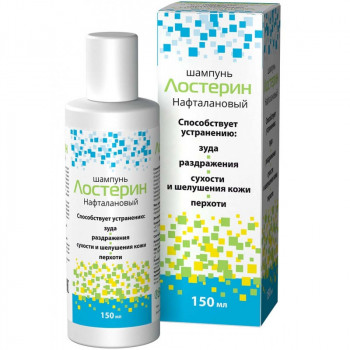 шампунь
Лостерин
Нафталановый
Способствует
устранению:
зуда
раздражения
сухости
и шелушения кожи
перхоти
150 мл
шампунь
Лостерин
Нафталановый
Способствует устранению:
зуда
раздражения
сухости и шелушения кожи
перхоти
150 мл